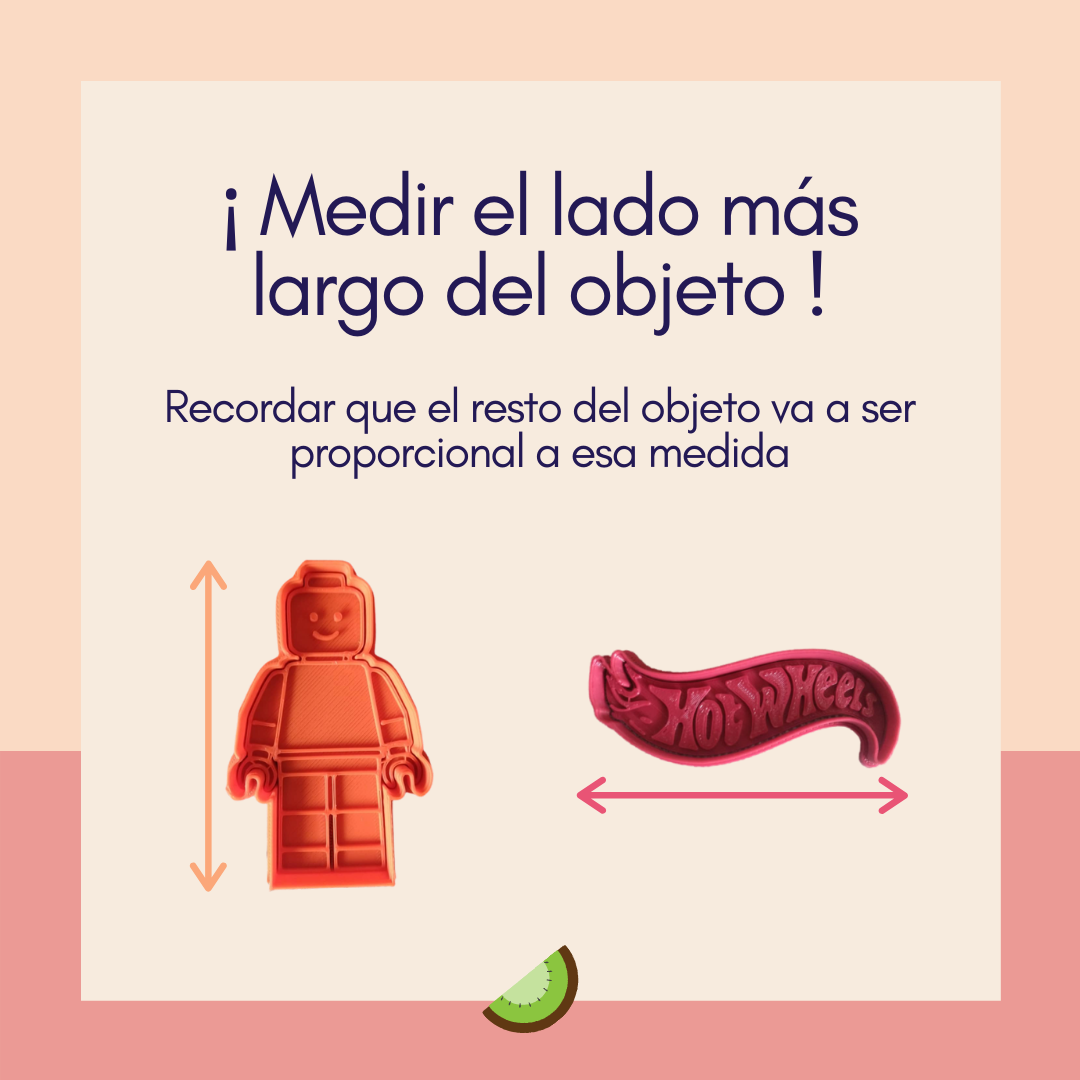 ¡ Medir el lado más
largo del objeto !
Recordar que el resto del objeto va a ser
proporcional a esa medida
HOT WHEELS